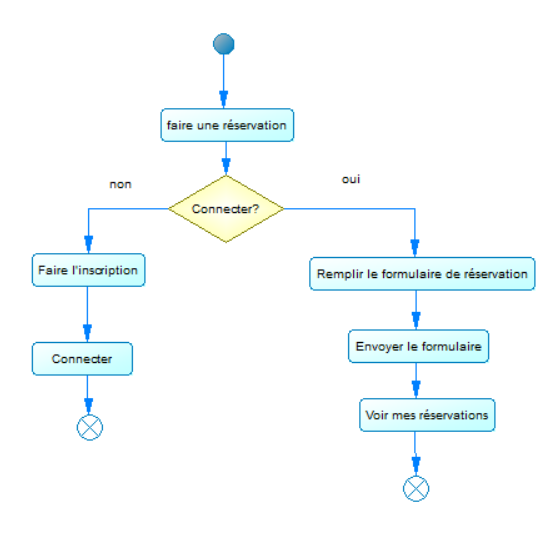 faire une réservation
non
oui
Connecter?
Faire l'inscription
Remplir le formulaire de réservation
Connecter
Envoyer le formulaire
Voir mes réservations